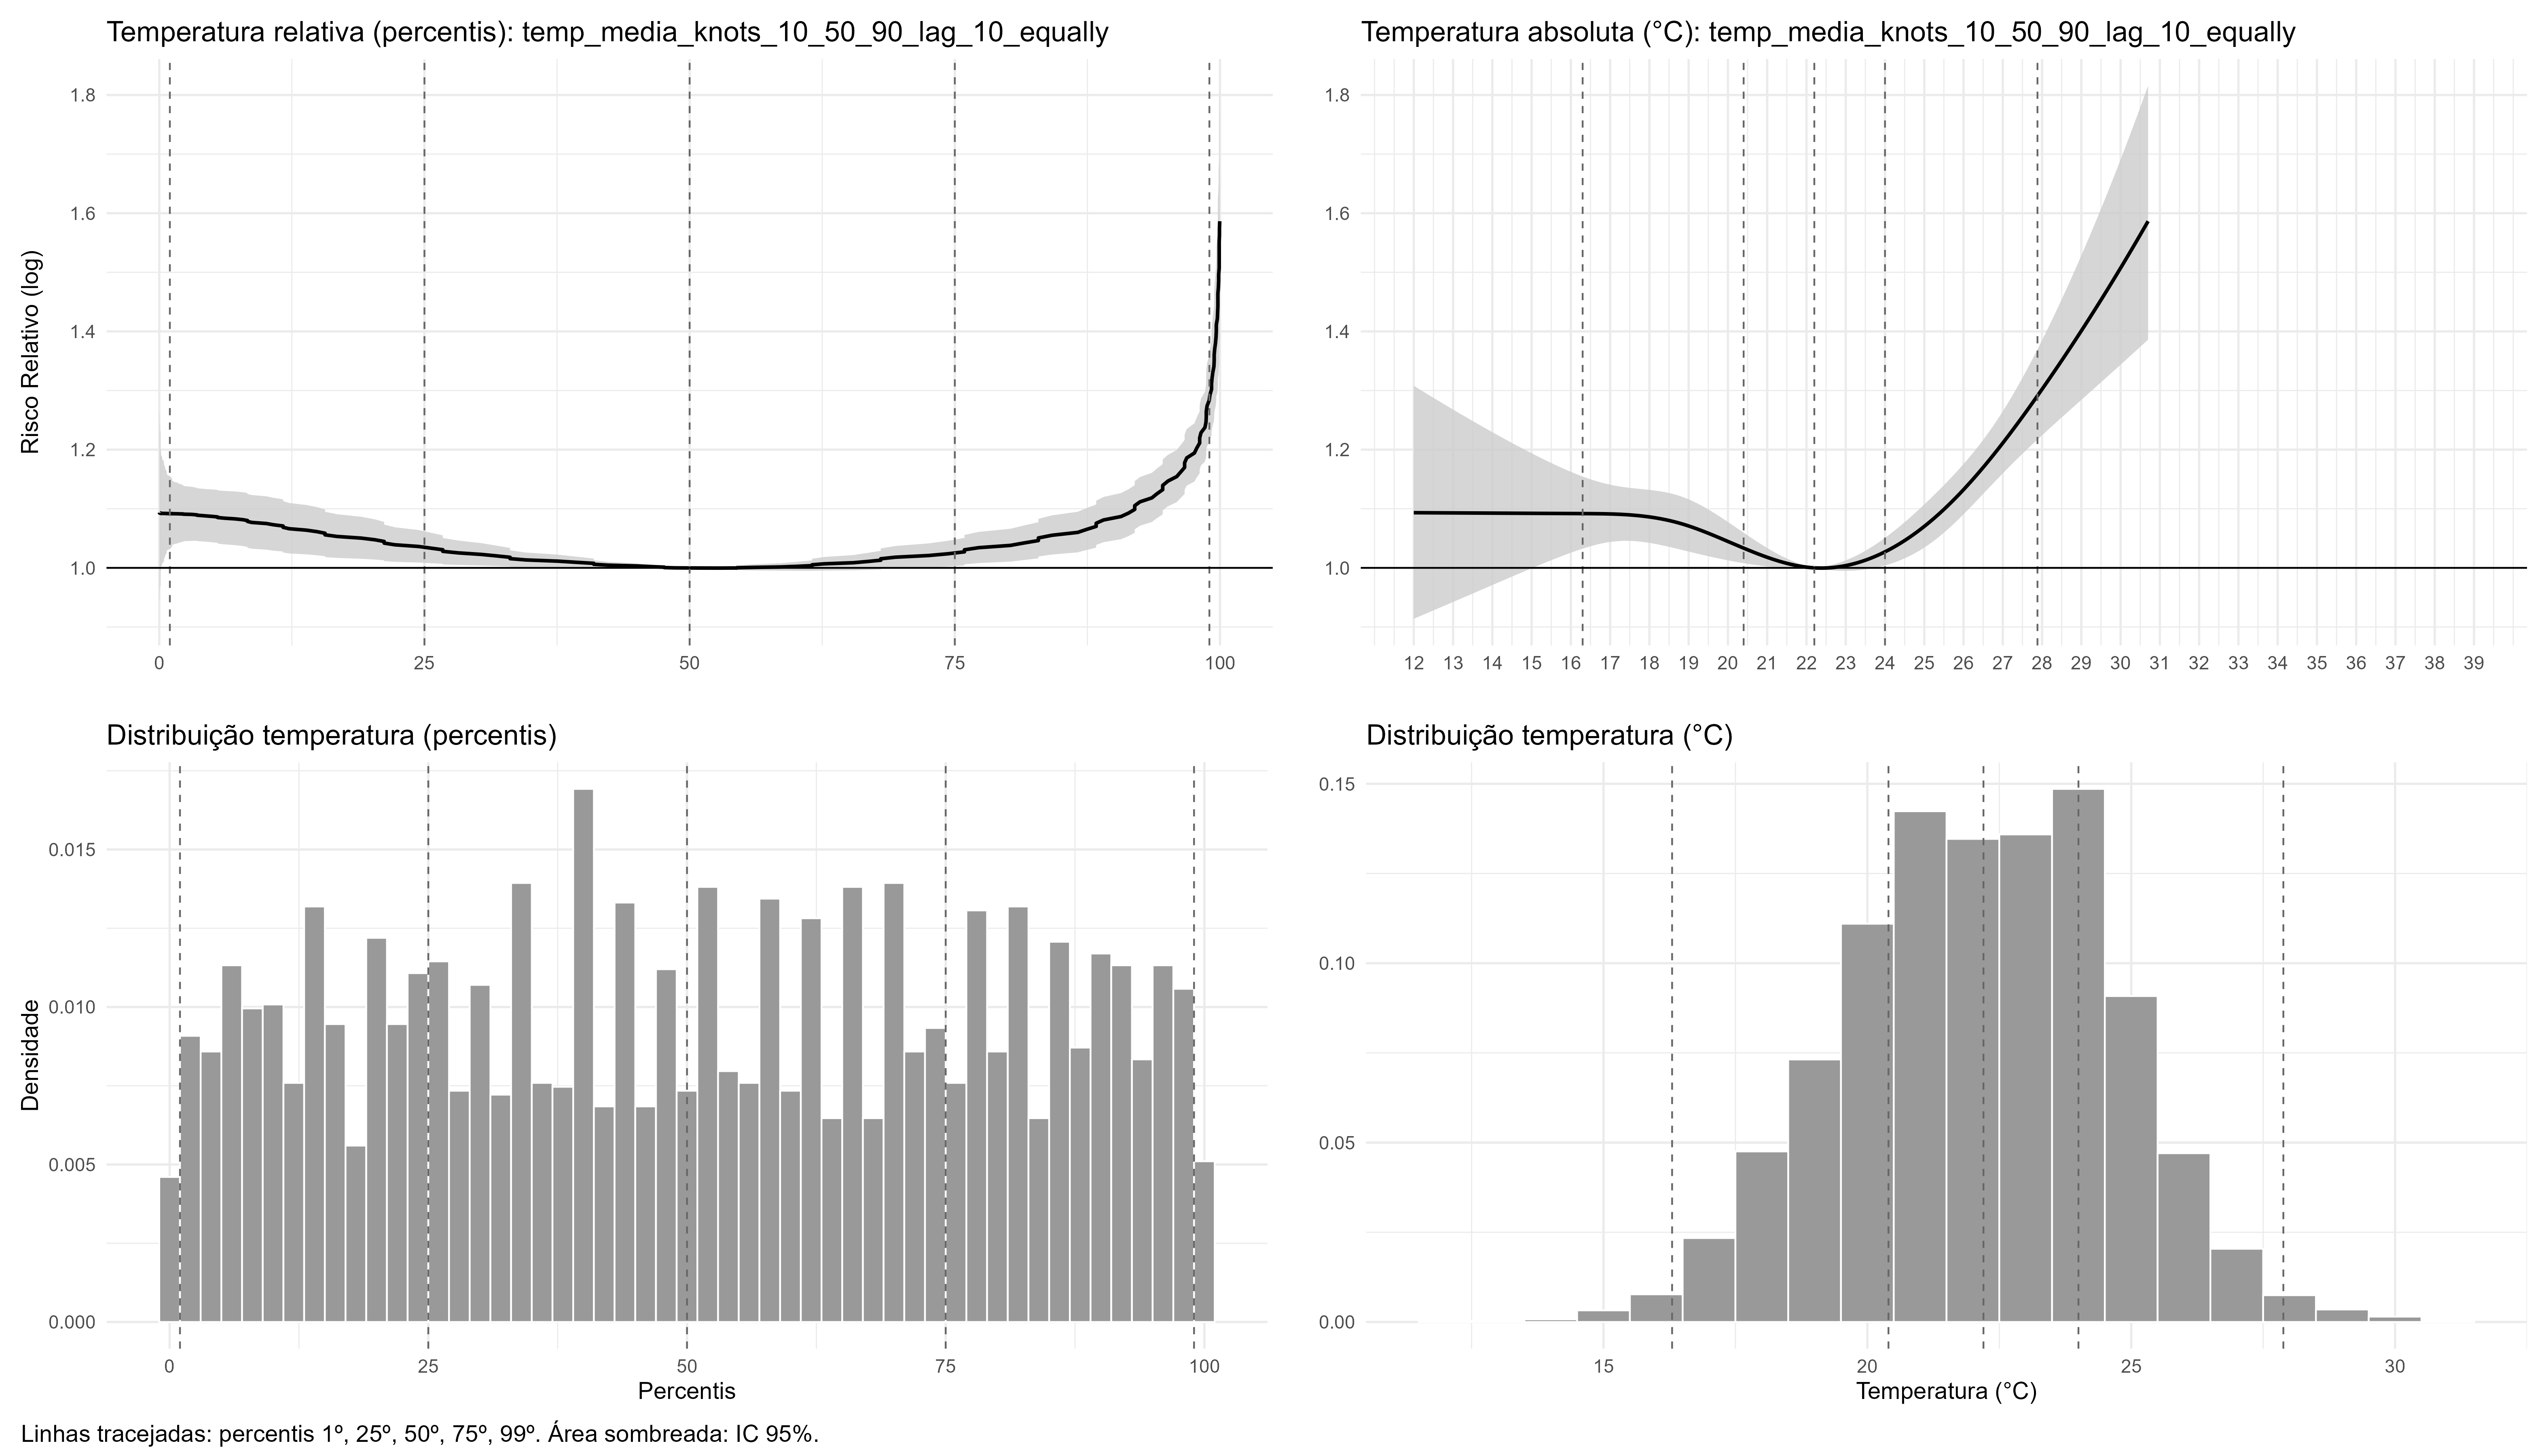 Temperatura relativa (percentis): temp_media_knots_10_50_90_lag_10_equally
Risco Relativo (log)
1.8
1.6
1.4
1.2
1.0
0 25 50 75 100
Temperatura absoluta (°C): temp_media_knots_10_50_90_lag_10_equally
1.8
1.6
1.4
1.2
1.0
12 13 14 15 16 17 18 19 20 21 22 23 24 25 26 27 28 29 30 31 32 33 34 35 36 37 38 39
Distribuição temperatura (percentis)
Densidade
0.015
0.010
0.005
0.000
0 25 50 75 100
Percentis
Distribuição temperatura (°C)
0.15
0.10
0.05
0.00
15 20 25 30
Temperatura (°C)
Linhas tracejadas: percentis 1º, 25º, 50º, 75º, 99º. Área sombreada: IC 95%.